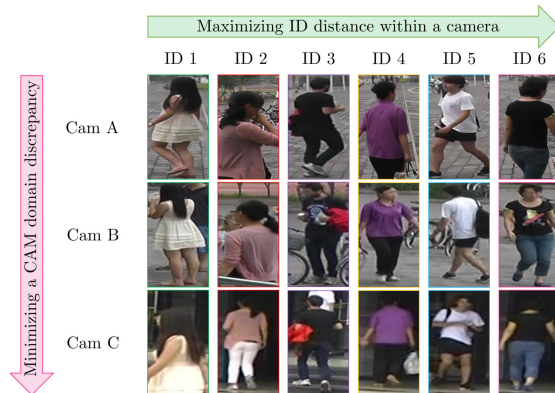 Maximizing ID distance within a camera
ID 1 ID 2 ID 3 ID 4 ID 5 ID 6
Minimizing a CAM domain discrepancy
Cam A
Cam B
Cam C